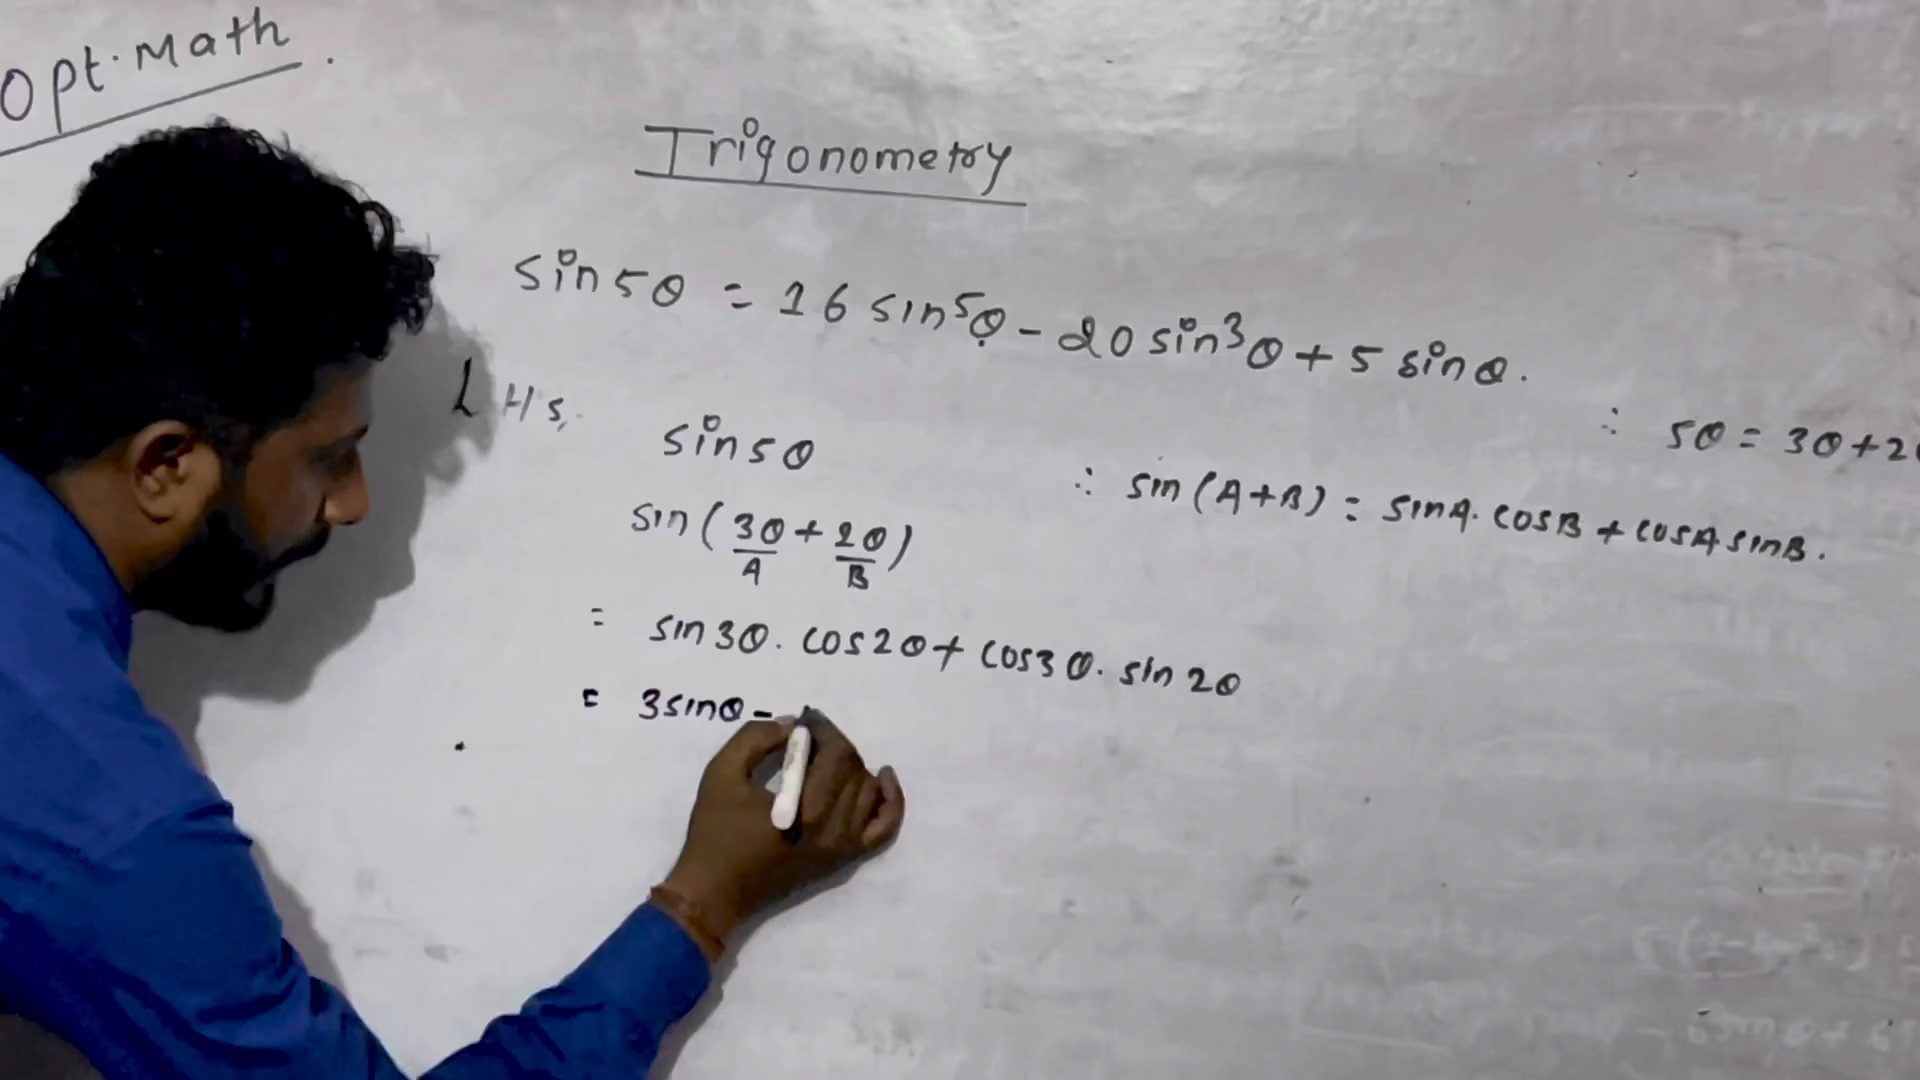 Opt. Math.
Trigonometry
sin5θ = 16 sin⁵θ - 20 sin³θ + 5 sinθ.
LHS,
sin5θ
∴ 5θ = 3θ+2
∴ sin (A+B) = sinA. cosB + cosA sinB.
sin (3θ + 2θ)
A B
= sin3θ. cos2θ + cos3θ. sin 2θ
= 3sinθ -